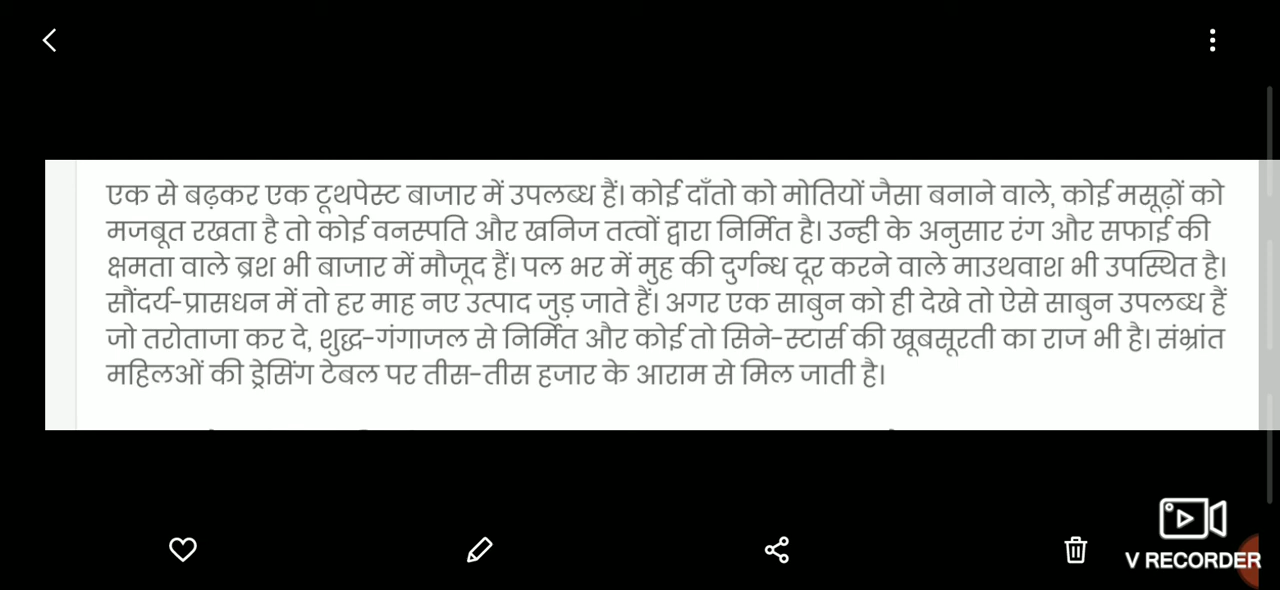 एक से बढ़कर एक टूथपेस्ट बाजार में उपलब्ध हैं। कोई दाँतो को मोतियों जैसा बनाने वाले, कोई मसूढ़ों को
मजबूत रखता है तो कोई वनस्पति और खनिज तत्वों द्वारा निर्मित है। उन्ही के अनुसार रंग और सफाई की
क्षमता वाले ब्रश भी बाजार में मौजूद हैं। पल भर में मुह की दुर्गन्ध दूर करने वाले माउथवाश भी उपस्थित है।
सौंदर्य-प्रासधन में तो हर माह नए उत्पाद जुड़ जाते हैं। अगर एक साबुन को ही देखे तो ऐसे साबुन उपलब्ध हैं
जो तरोताजा कर दे, शुद्ध-गंगाजल से निर्मित और कोई तो सिने-स्टार्स की खूबसूरती का राज भी है। संभ्रांत
महिलओं की ड्रेसिंग टेबल पर तीस-तीस हजार के आराम से मिल जाती है।
V RECORDER